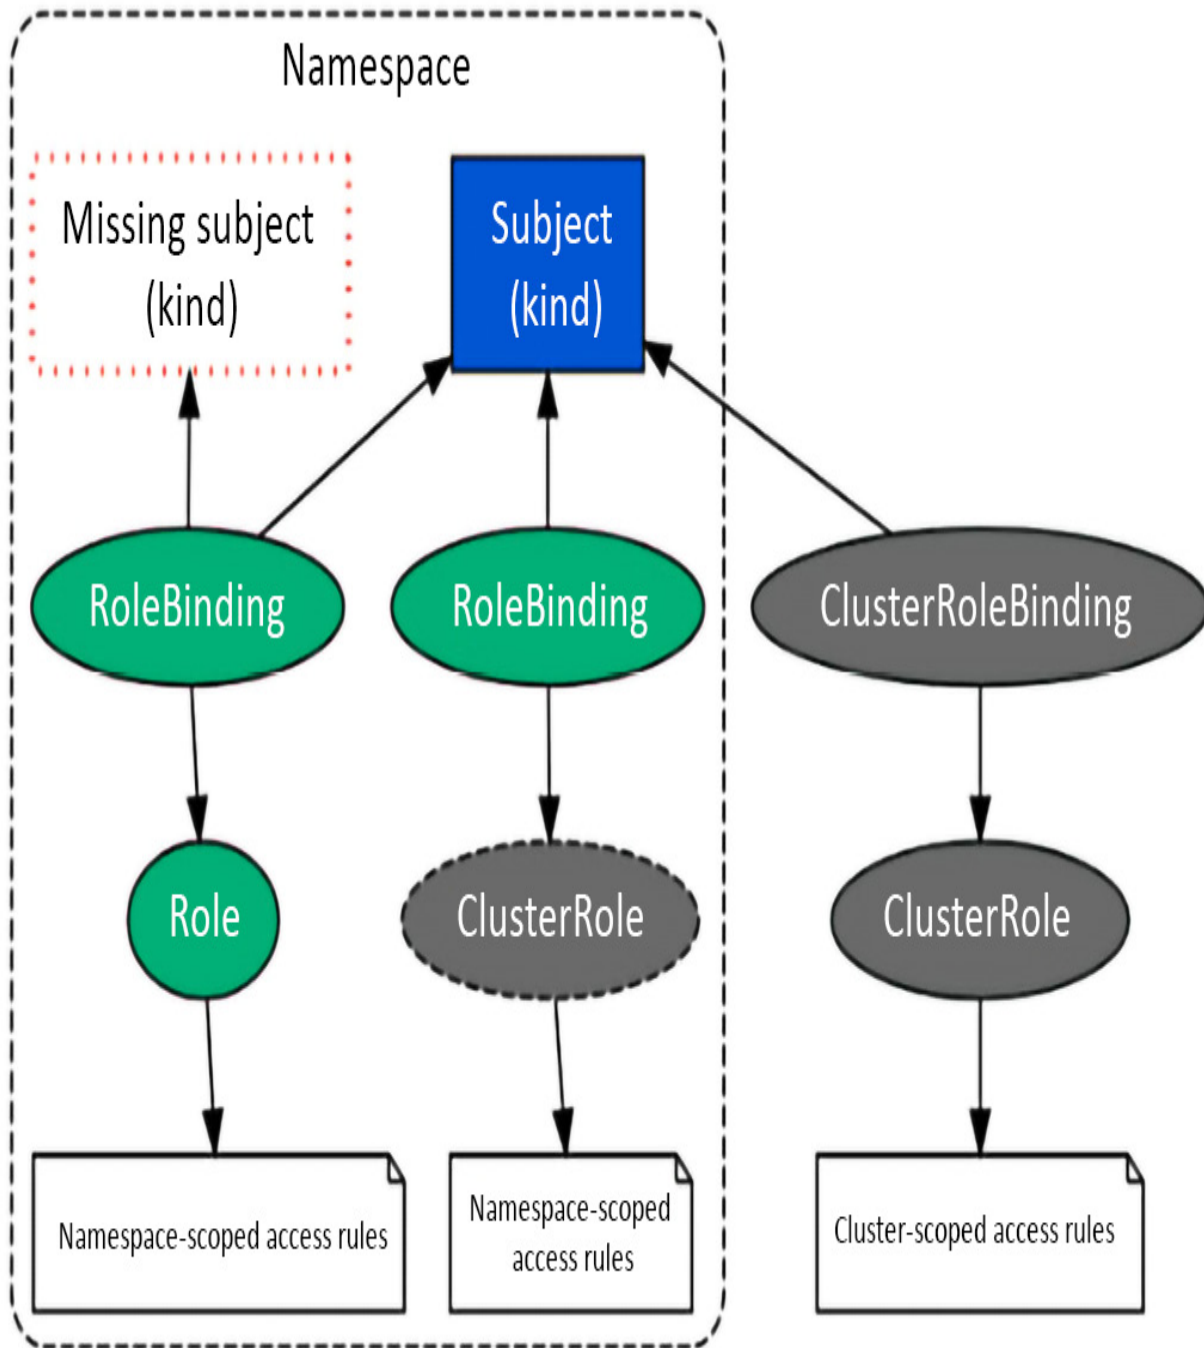 Namespace
Missing subject
(kind)
Subject
(kind)
RoleBinding
RoleBinding
ClusterRoleBinding
Role
ClusterRole
ClusterRole
Namespace-scoped access rules
Namespace-scoped
access rules
Cluster-scoped access rules